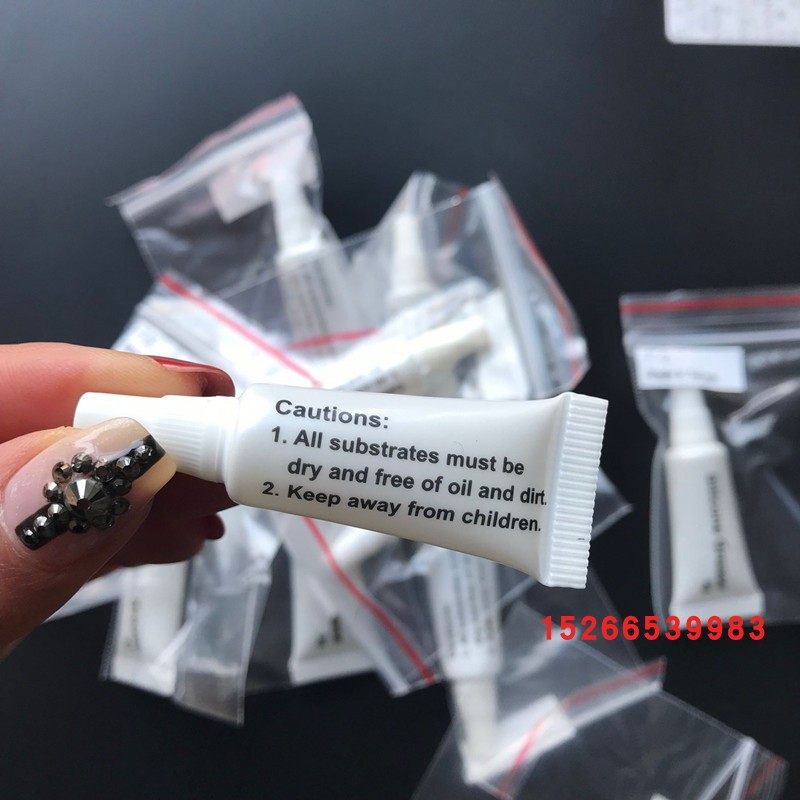 Cautions:
1. All substrates must be
dry and free of oil and dirt.
2. Keep away from children.
15266539983